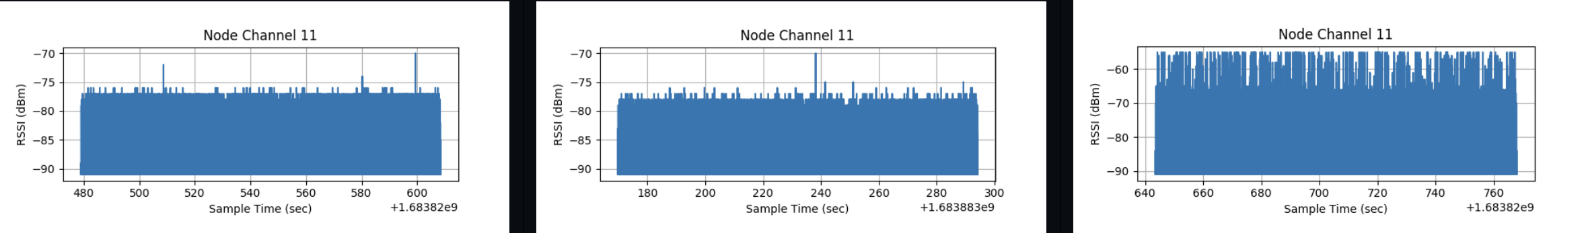 Node Channel 11
RSSI (dBm)
−70
−75
−80
−85
−90
480 500 520 540 560 580 600
Sample Time (sec)
+1.68382e9
Node Channel 11
RSSI (dBm)
−70
−75
−80
−85
−90
180 200 220 240 260 280 300
Sample Time (sec)
+1.683883e9
Node Channel 11
RSSI (dBm)
−60
−70
−80
−90
640 660 680 700 720 740 760
Sample Time (sec)
+1.68382e9